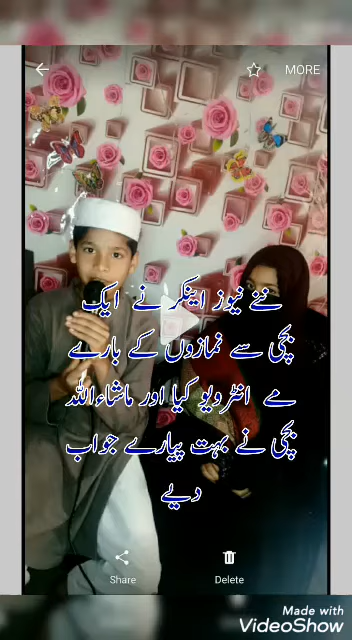 MORE
ننے نیوز اینکر نے ایک
بچی سے نمازوں کے بارے
مے انٹرویو کیا اور ماشاءاللہ
بچی نے بہت پیارے جواب
دیے
Share
Delete
Made with
VideoShow